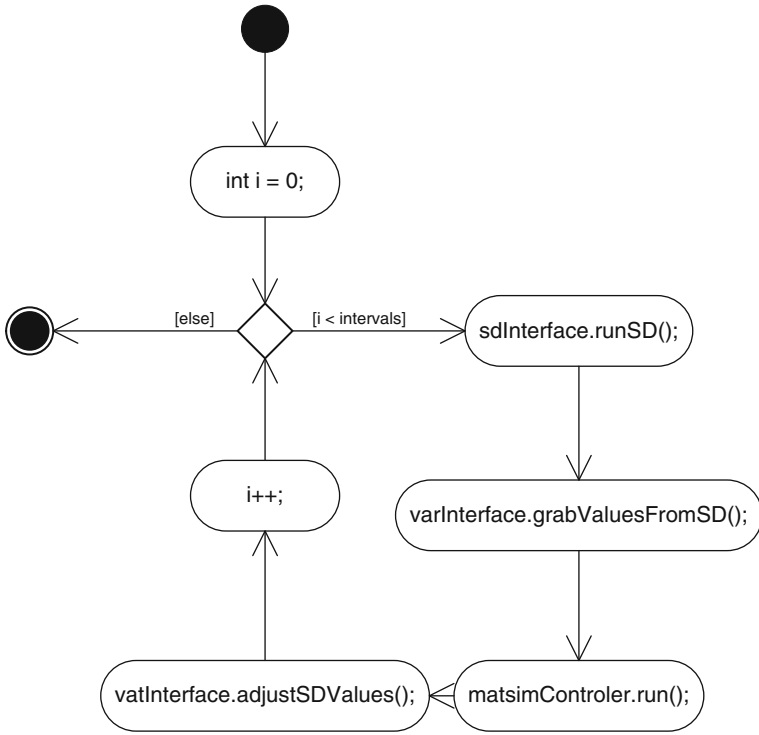 int i = 0;
[else]
[i < intervals]
sdInterface.runSD();
i++;
varInterface.grabValuesFromSD();
vatInterface.adjustSDValues();
matsimControler.run();